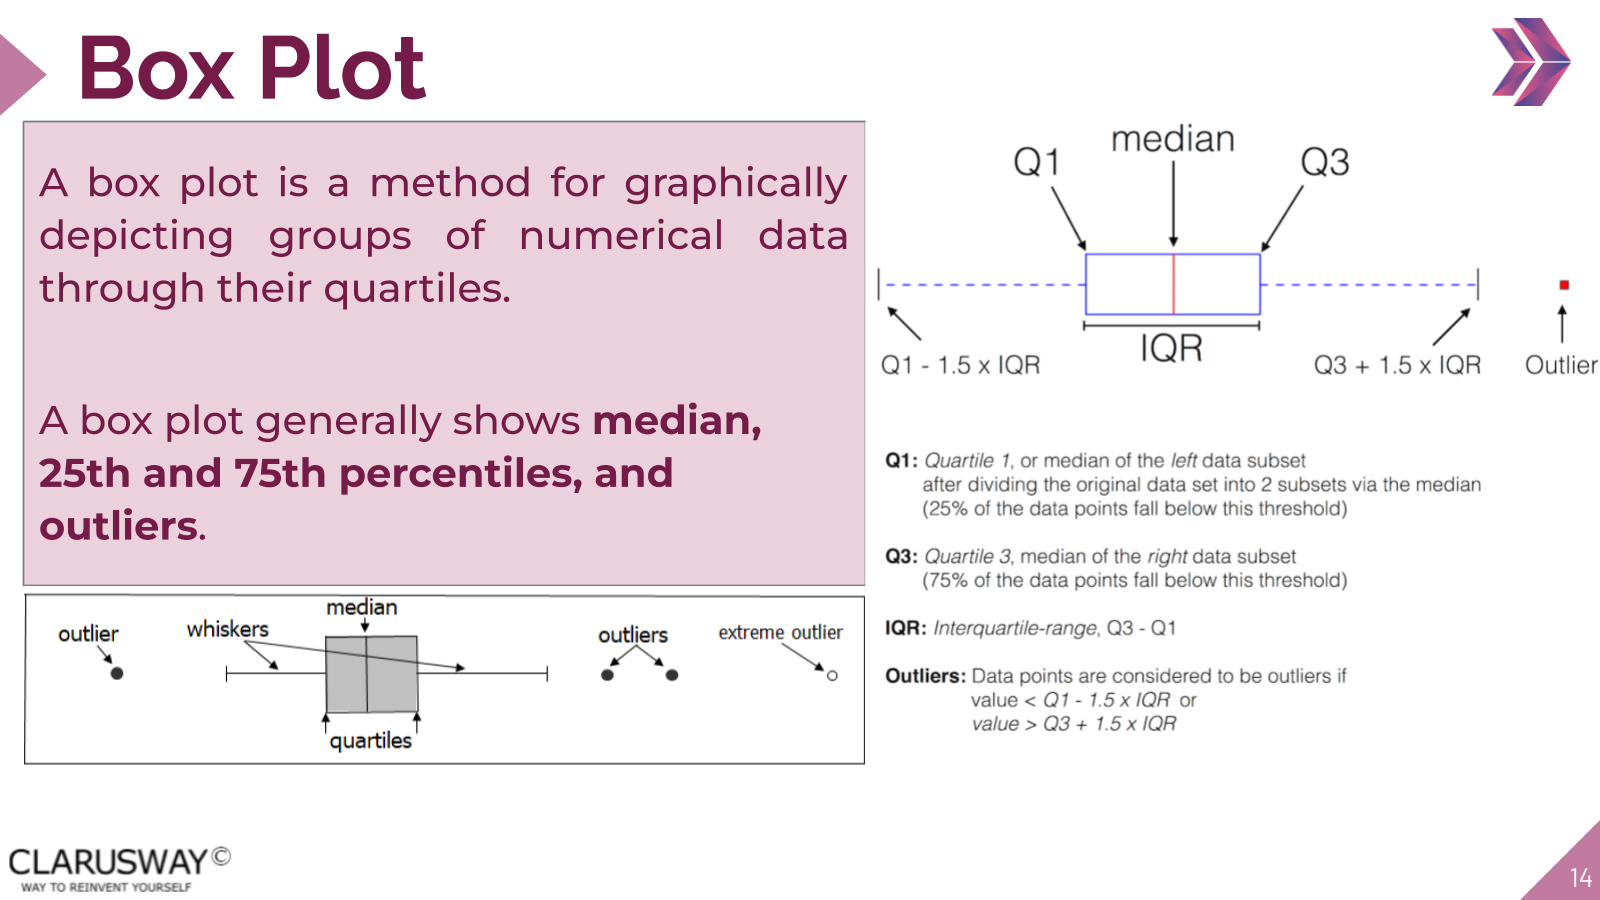 Box Plot
A box plot is a method for graphically
depicting groups of numerical data
through their quartiles.
A box plot generally shows median,
25th and 75th percentiles, and
outliers.
outlier
whiskers
median
quartiles
outliers
extreme outlier
Q1
median
Q3
IQR
Q1 - 1.5 x IQR
Q3 + 1.5 x IQR
Outlier
Q1: Quartile 1, or median of the left data subset
after dividing the original data set into 2 subsets via the median
(25% of the data points fall below this threshold)
Q3: Quartile 3, median of the right data subset
(75% of the data points fall below this threshold)
IQR: Interquartile-range, Q3 - Q1
Outliers: Data points are considered to be outliers if
value < Q1 - 1.5 x IQR or
value > Q3 + 1.5 x IQR
CLARUSWAY©
WAY TO REINVENT YOURSELF
14